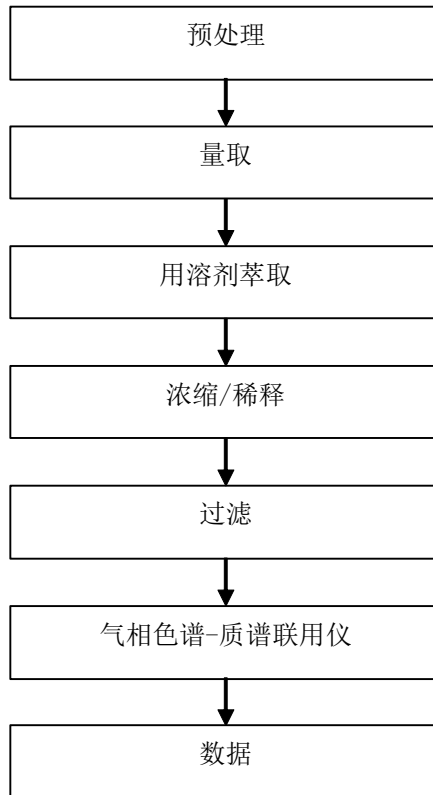 预处理
量取
用溶剂萃取
浓缩/稀释
过滤
气相色谱-质谱联用仪
数据